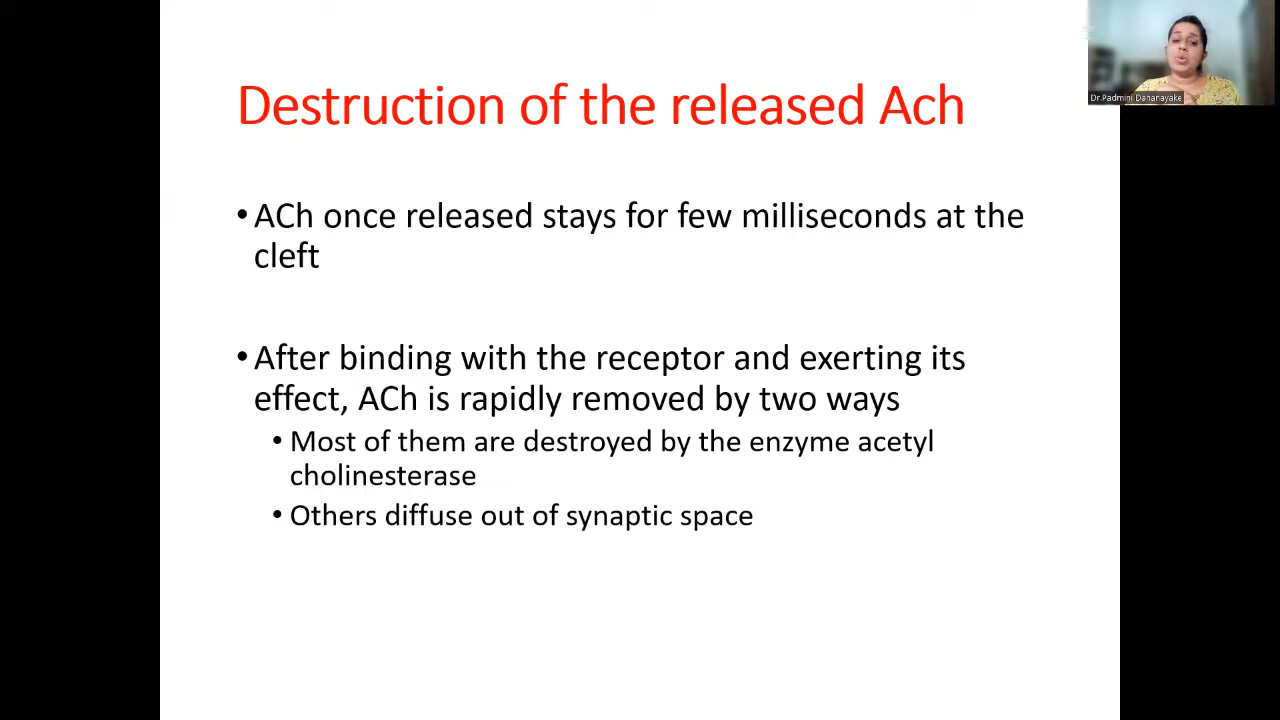 Dr.Padmini Dahanayake
Destruction of the released Ach
•ACh once released stays for few milliseconds at the
cleft
•After binding with the receptor and exerting its
effect, ACh is rapidly removed by two ways
•Most of them are destroyed by the enzyme acetyl
cholinesterase
•Others diffuse out of synaptic space